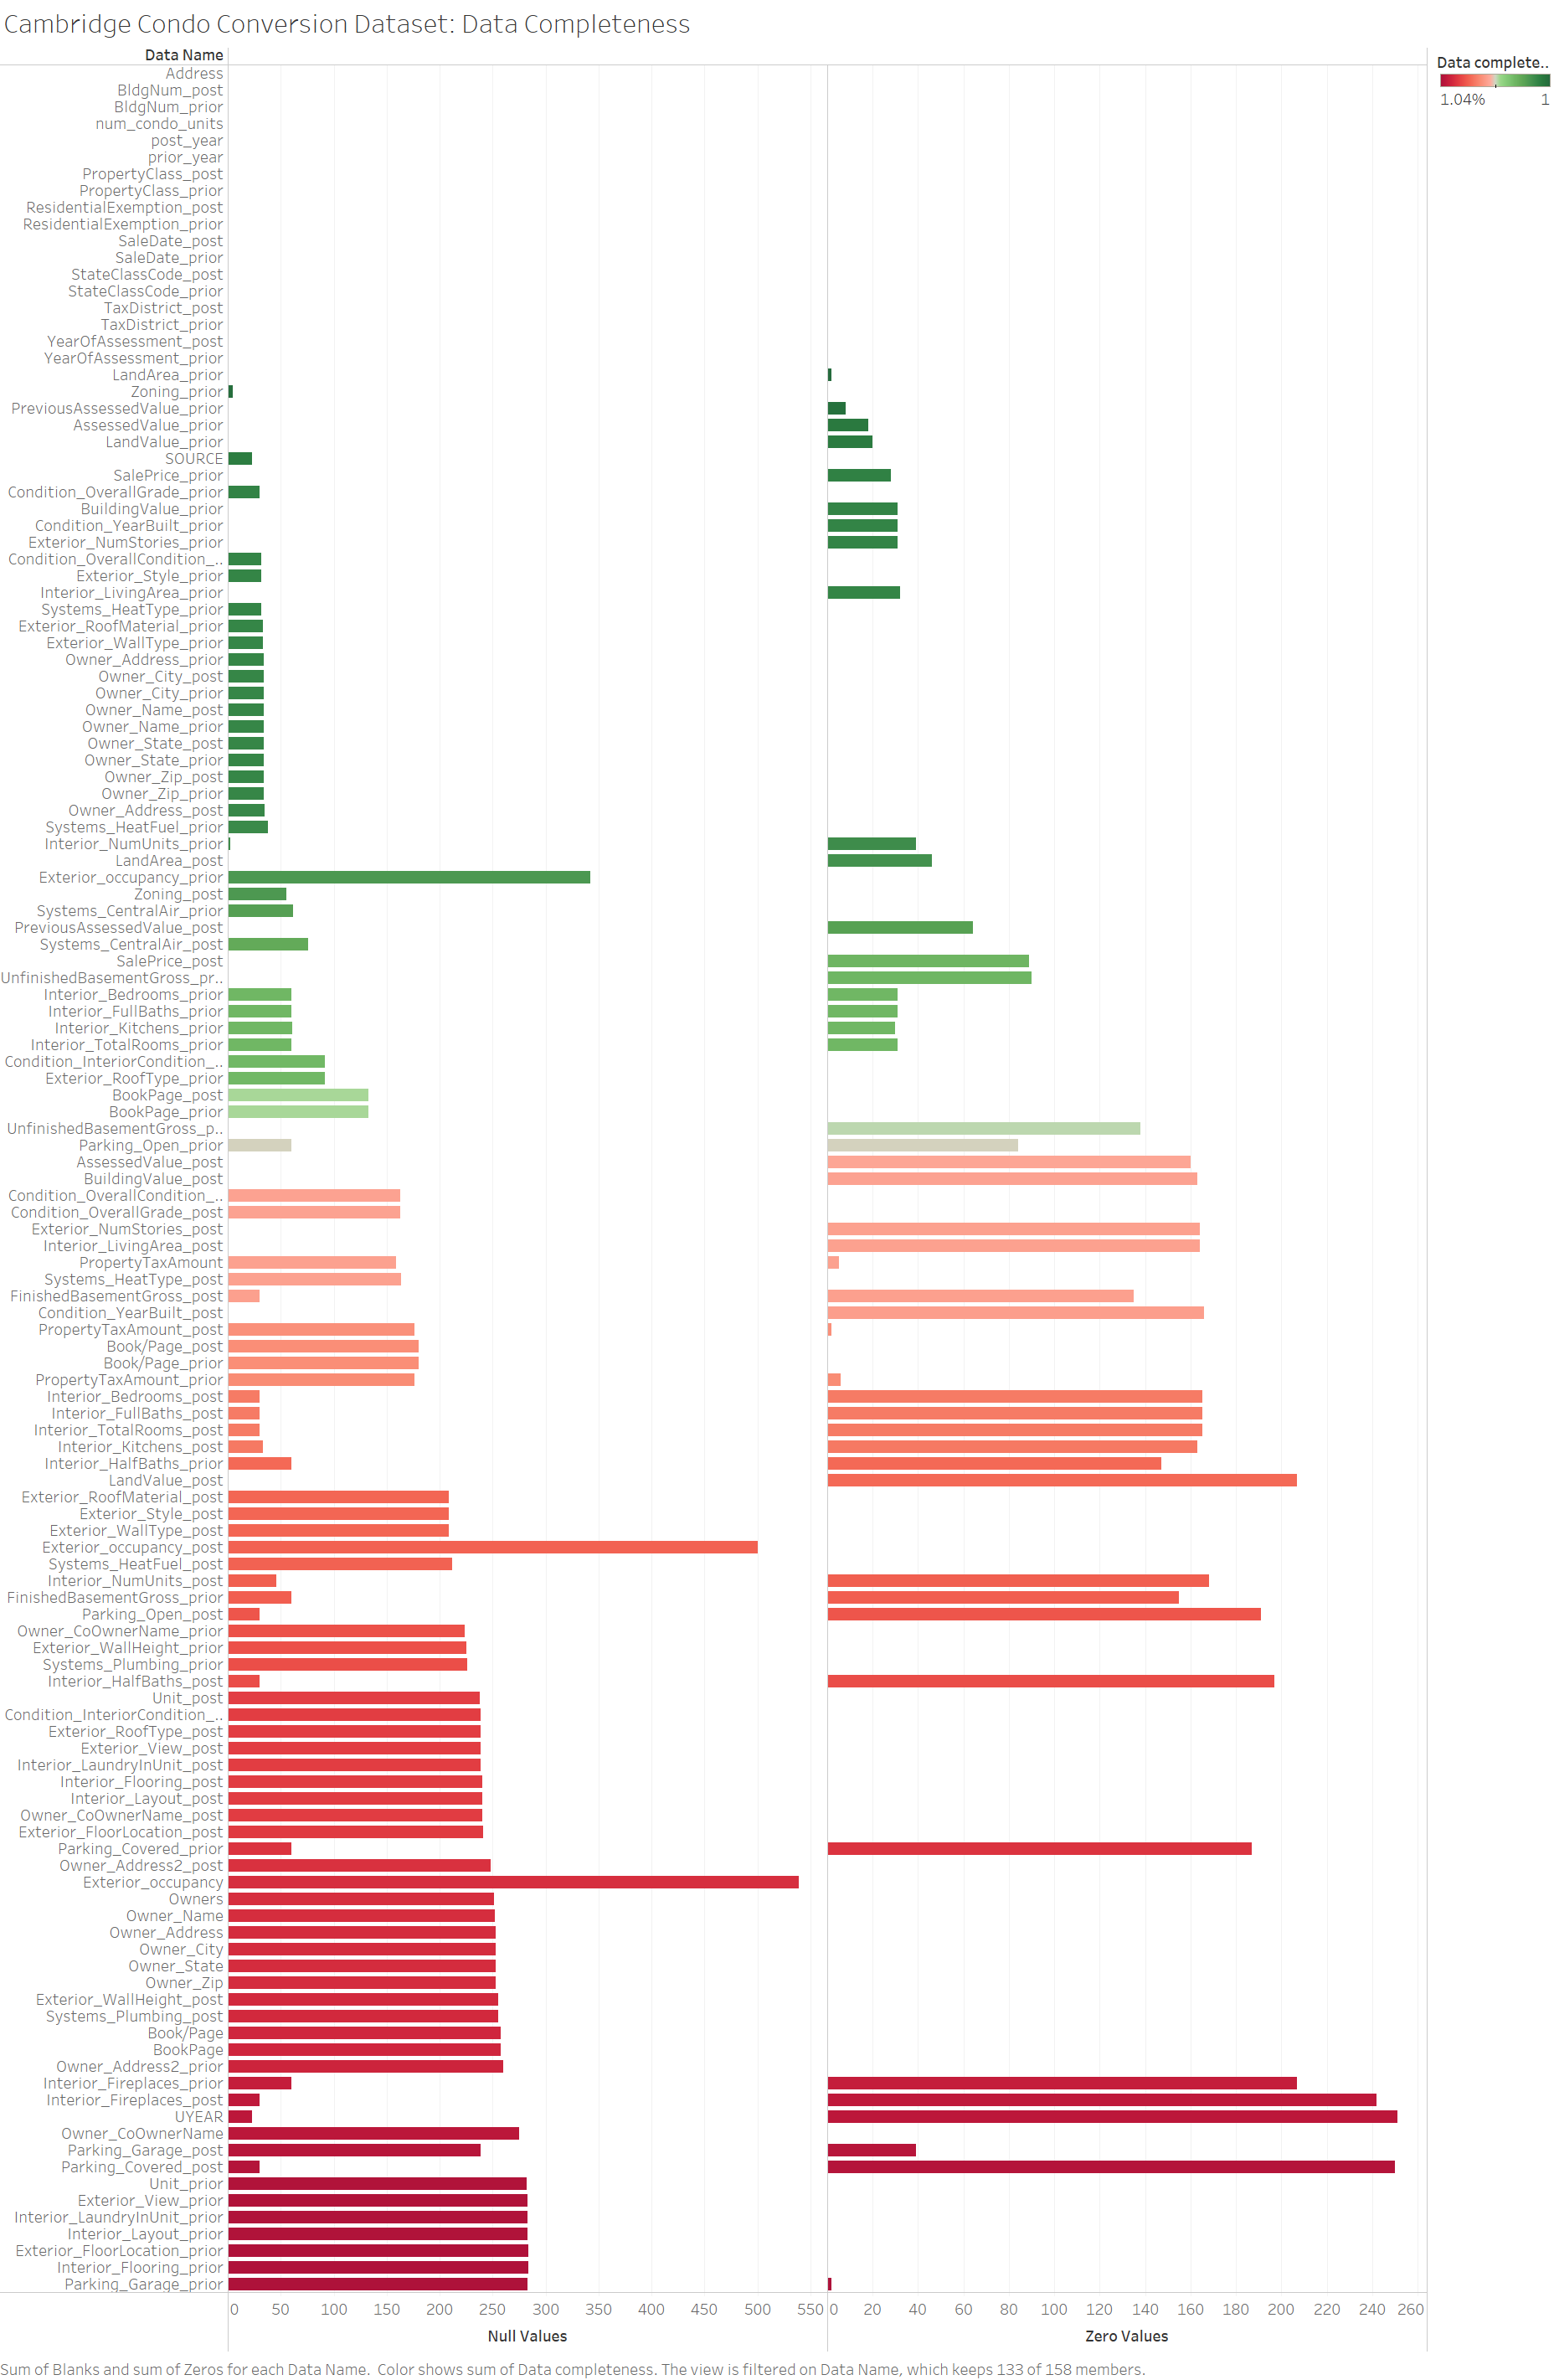 Cambridge Condo Conversion Dataset: Data Completeness
Data Name
Data complete..
1.04% 1
Address
BldgNum_post
BldgNum_prior
num_condo_units
post_year
prior_year
PropertyClass_post
PropertyClass_prior
ResidentialExemption_post
ResidentialExemption_prior
SaleDate_post
SaleDate_prior
StateClassCode_post
StateClassCode_prior
TaxDistrict_post
TaxDistrict_prior
YearOfAssessment_post
YearOfAssessment_prior
LandArea_prior
Zoning_prior
PreviousAssessedValue_prior
AssessedValue_prior
LandValue_prior
SOURCE
SalePrice_prior
Condition_OverallGrade_prior
BuildingValue_prior
Condition_YearBuilt_prior
Exterior_NumStories_prior
Condition_OverallCondition_..
Exterior_Style_prior
Interior_LivingArea_prior
Systems_HeatType_prior
Exterior_RoofMaterial_prior
Exterior_WallType_prior
Owner_Address_prior
Owner_City_post
Owner_City_prior
Owner_Name_post
Owner_Name_prior
Owner_State_post
Owner_State_prior
Owner_Zip_post
Owner_Zip_prior
Owner_Address_post
Systems_HeatFuel_prior
Interior_NumUnits_prior
LandArea_post
Exterior_occupancy_prior
Zoning_post
Systems_CentralAir_prior
PreviousAssessedValue_post
Systems_CentralAir_post
SalePrice_post
UnfinishedBasementGross_pr..
Interior_Bedrooms_prior
Interior_FullBaths_prior
Interior_Kitchens_prior
Interior_TotalRooms_prior
Condition_InteriorCondition_..
Exterior_RoofType_prior
BookPage_post
BookPage_prior
UnfinishedBasementGross_p..
Parking_Open_prior
AssessedValue_post
BuildingValue_post
Condition_OverallCondition_..
Condition_OverallGrade_post
Exterior_NumStories_post
Interior_LivingArea_post
PropertyTaxAmount
Systems_HeatType_post
FinishedBasementGross_post
Condition_YearBuilt_post
PropertyTaxAmount_post
Book/Page_post
Book/Page_prior
PropertyTaxAmount_prior
Interior_Bedrooms_post
Interior_FullBaths_post
Interior_TotalRooms_post
Interior_Kitchens_post
Interior_HalfBaths_prior
LandValue_post
Exterior_RoofMaterial_post
Exterior_Style_post
Exterior_WallType_post
Exterior_occupancy_post
Systems_HeatFuel_post
Interior_NumUnits_post
FinishedBasementGross_prior
Parking_Open_post
Owner_CoOwnerName_prior
Exterior_WallHeight_prior
Systems_Plumbing_prior
Interior_HalfBaths_post
Unit_post
Condition_InteriorCondition_..
Exterior_RoofType_post
Exterior_View_post
Interior_LaundryInUnit_post
Interior_Flooring_post
Interior_Layout_post
Owner_CoOwnerName_post
Exterior_FloorLocation_post
Parking_Covered_prior
Owner_Address2_post
Exterior_occupancy
Owners
Owner_Name
Owner_Address
Owner_City
Owner_State
Owner_Zip
Exterior_WallHeight_post
Systems_Plumbing_post
Book/Page
BookPage
Owner_Address2_prior
Interior_Fireplaces_prior
Interior_Fireplaces_post
UYEAR
Owner_CoOwnerName
Parking_Garage_post
Parking_Covered_post
Unit_prior
Exterior_View_prior
Interior_LaundryInUnit_prior
Interior_Layout_prior
Exterior_FloorLocation_prior
Interior_Flooring_prior
Parking_Garage_prior
0 50 100 150 200 250 300 350 400 450 500 550 0 20 40 60 80 100 120 140 160 180 200 220 240 260
Null Values Zero Values
Sum of Blanks and sum of Zeros for each Data Name. Color shows sum of Data completeness. The view is filtered on Data Name, which keeps 133 of 158 members.